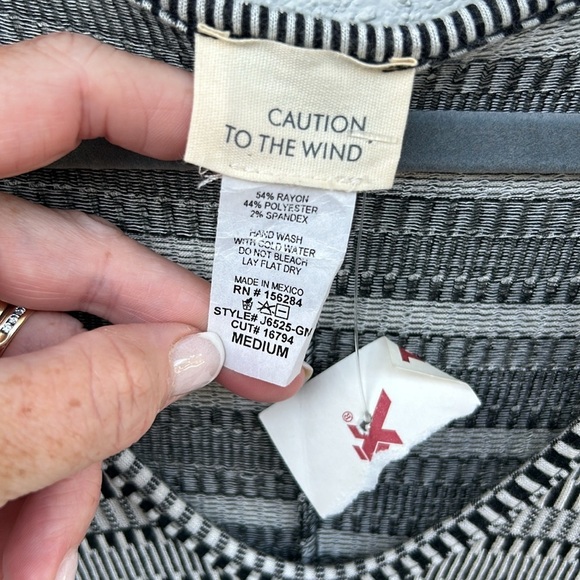 CAUTION
TO THE WIND
54% RAYON
44% POLYESTER
2% SPANDEX
HAND WASH
WITH COLD WATER
DO NOT BLEACH
LAY FLAT DRY
MADE IN MEXICO
RN # 156284
STYLE# J6525-GN
CUT# 16794
MEDIUM
®